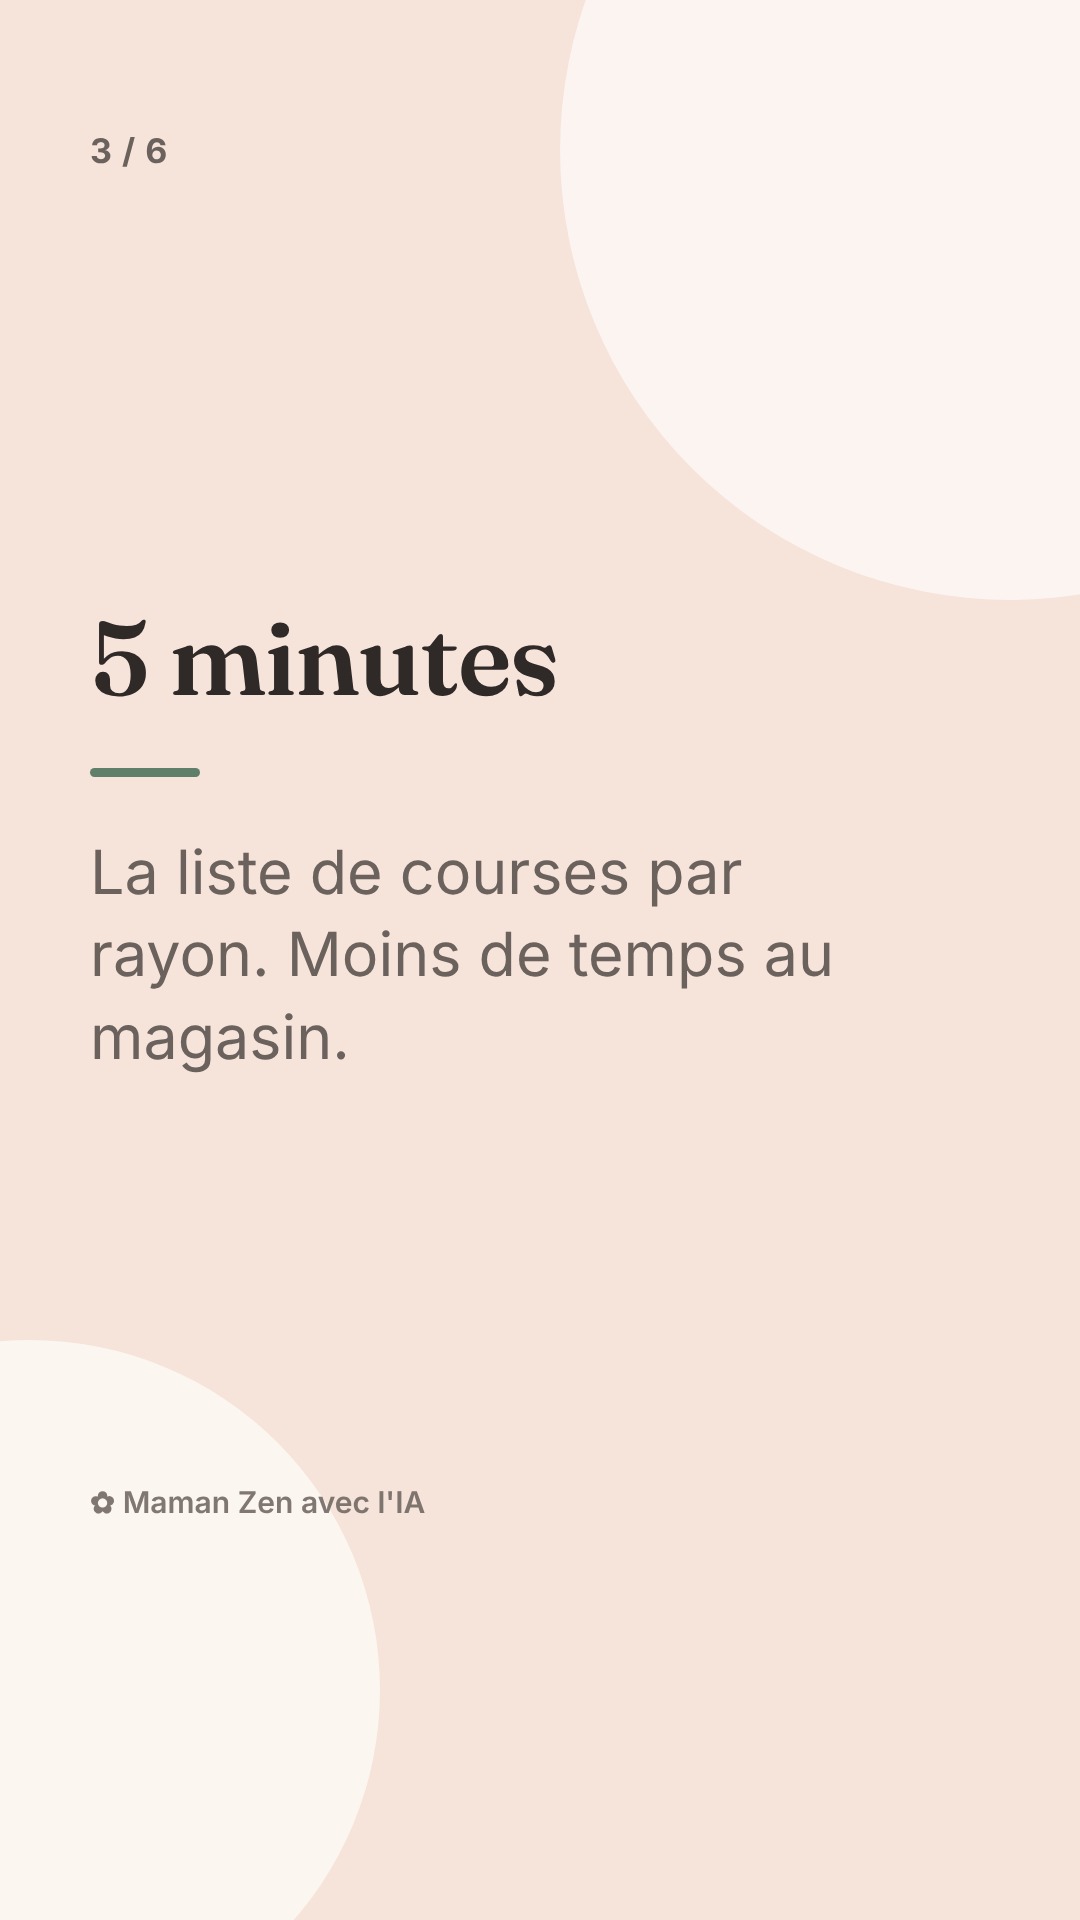 3 / 6
5 minutes
La liste de courses par
rayon. Moins de temps au
magasin.
✿ Maman Zen avec l'IA